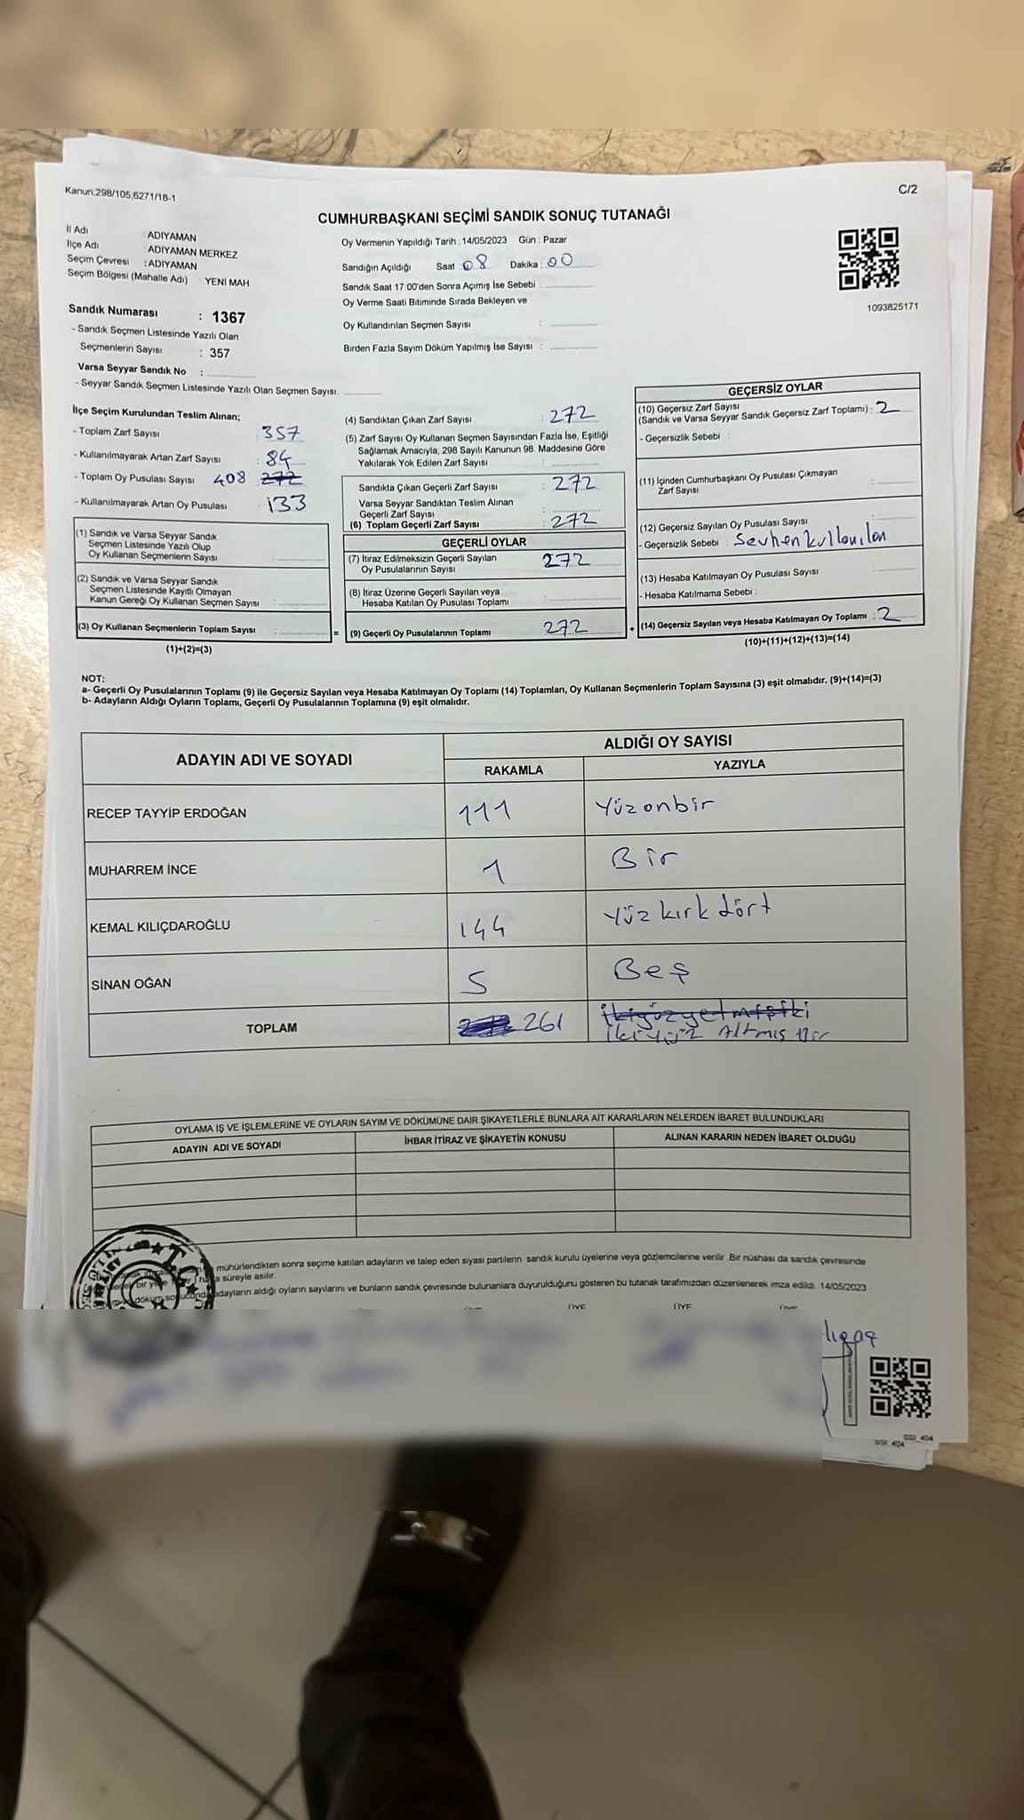 Kanun.298/105,6271/18-1
C/2
CUMHURBAŞKANI SEÇİMİ SANDIK SONUÇ TUTANAĞI
İl Adı : ADIYAMAN
İlçe Adı : ADIYAMAN MERKEZ
Seçim Çevresi : ADIYAMAN
Seçim Bölgesi (Mahalle Adı) YENİ MAH
Oy Vermenin Yapıldığı Tarih : 14/05/2023 Gün : Pazar
Sandığın Açıldığı Saat 08 Dakika : 00
Sandık Saat 17:00'den Sonra Açımış İse Sebebi
Oy Verme Saati Bitiminde Sırada Bekleyen ve
Oy Kullandırılan Seçmen Sayısı :
Birden Fazla Sayım Döküm Yapılmış İse Sayısı :
1093825171
Sandık Numarası : 1367
- Sandık Seçmen Listesinde Yazılı Olan
Seçmenlerin Sayısı : 357
Varsa Seyyar Sandık No :
- Seyyar Sandık Seçmen Listesinde Yazılı Olan Seçmen Sayısı.
İlçe Seçim Kurulundan Teslim Alınan;
- Toplam Zarf Sayısı : 357
- Kullanılmayarak Artan Zarf Sayısı : 84
- Toplam Oy Pusulası Sayısı 408 272
- Kullanılmayarak Artan Oy Pusulası : 133
(1) Sandık ve Varsa Seyyar Sandık
Seçmen Listesinde Yazılı Olup
Oy Kullanan Seçmenlerin Sayısı
(2) Sandık ve Varsa Seyyar Sandık
Seçmen Listesinde Kayıtlı Olmayan
Kanun Gereği Oy Kullanan Seçmen Sayısı :
(3) Oy Kullanan Seçmenlerin Toplam Sayısı :
(1)+(2)=(3)
=
(4) Sandıktan Çıkan Zarf Sayısı : 272
(5) Zarf Sayısı Oy Kullanan Seçmen Sayısından Fazla İse, Eşitliği
Sağlamak Amacıyla, 298 Sayılı Kanunun 98. Maddesine Göre
Yakılarak Yok Edilen Zarf Sayısı
Sandıkta Çıkan Geçerli Zarf Sayısı : 272
Varsa Seyyar Sandıktan Teslim Alınan
Geçerli Zarf Sayısı
(6) Toplam Geçerli Zarf Sayısı : 272
GEÇERLİ OYLAR
(7) İtiraz Edilmeksizin Geçerli Sayılan
Oy Pusulalarının Sayısı : 272
(8) İtiraz Üzerine Geçerli Sayılan veya
Hesaba Katılan Oy Pusulası Toplamı
(9) Geçerli Oy Pusulalarının Toplamı 272
+
GEÇERSİZ OYLAR
(10) Geçersiz Zarf Sayısı
(Sandık ve Varsa Seyyar Sandık Geçersiz Zarf Toplamı) : 2
- Geçersizlik Sebebi :
(11) İçinden Cumhurbaşkanı Oy Pusulası Çıkmayan
Zarf Sayısı
(12) Geçersiz Sayılan Oy Pusulası Sayısı
- Geçersizlik Sebebi
(13) Hesaba Katılmayan Oy Pusulası Sayısı
- Hesaba Katılmama Sebebi
(14) Geçersiz Sayılan veya Hesaba Katılmayan Oy Toplamı : 2
(10)+(11)+(12)+(13)=(14)
NOT:
a- Geçerli Oy Pusulalarının Toplamı (9) ile Geçersiz Sayılan veya Hesaba Katılmayan Oy Toplamı (14) Toplamları, Oy Kullanan Seçmenlerin Toplam Sayısına (3) eşit olmalıdır. (9)+(14)=(3)
b- Adayların Aldığı Oyların Toplamı, Geçerli Oy Pusulalarının Toplamına (9) eşit olmalıdır.
ADAYIN ADI VE SOYADI
ALDIĞI OY SAYISI
RAKAMLA YAZIYLA
RECEP TAYYİP ERDOĞAN 111 Yüzonbir
MUHARREM İNCE 1 Bir
KEMAL KILIÇDAROĞLU 144 Yüz kırk dört
SİNAN OĞAN 5 Beş
TOPLAM 261
İkiyüz Altmış bir
OYLAMA İŞ VE İŞLEMLERİNE VE OYLARIN SAYIM VE DÖKÜMÜNE DAİR ŞİKAYETLERLE BUNLARA AİT KARARLARIN NELERDEN İBARET BULUNDUKLARI
ADAYIN ADI VE SOYADI İHBAR İTİRAZ VE ŞİKAYETİN KONUSU ALINAN KARARIN NEDEN İBARET OLDUĞU
mühürlendikten sonra seçime katılan adayların ve talep eden siyasi partilerin sandık kurulu üyelerine veya gözlemcilerine verilir. Bir nüshası da sandık çevresinde
süreyle asılır.
adayların aldığı oyların sayılarını ve bunların sandık çevresinde bulunanlara duyurulduğunu gösteren bu tutanak tarafımızdan düzenlenerek imza edildi. 14/05/2023
T.C.
ÜYE ÜYE